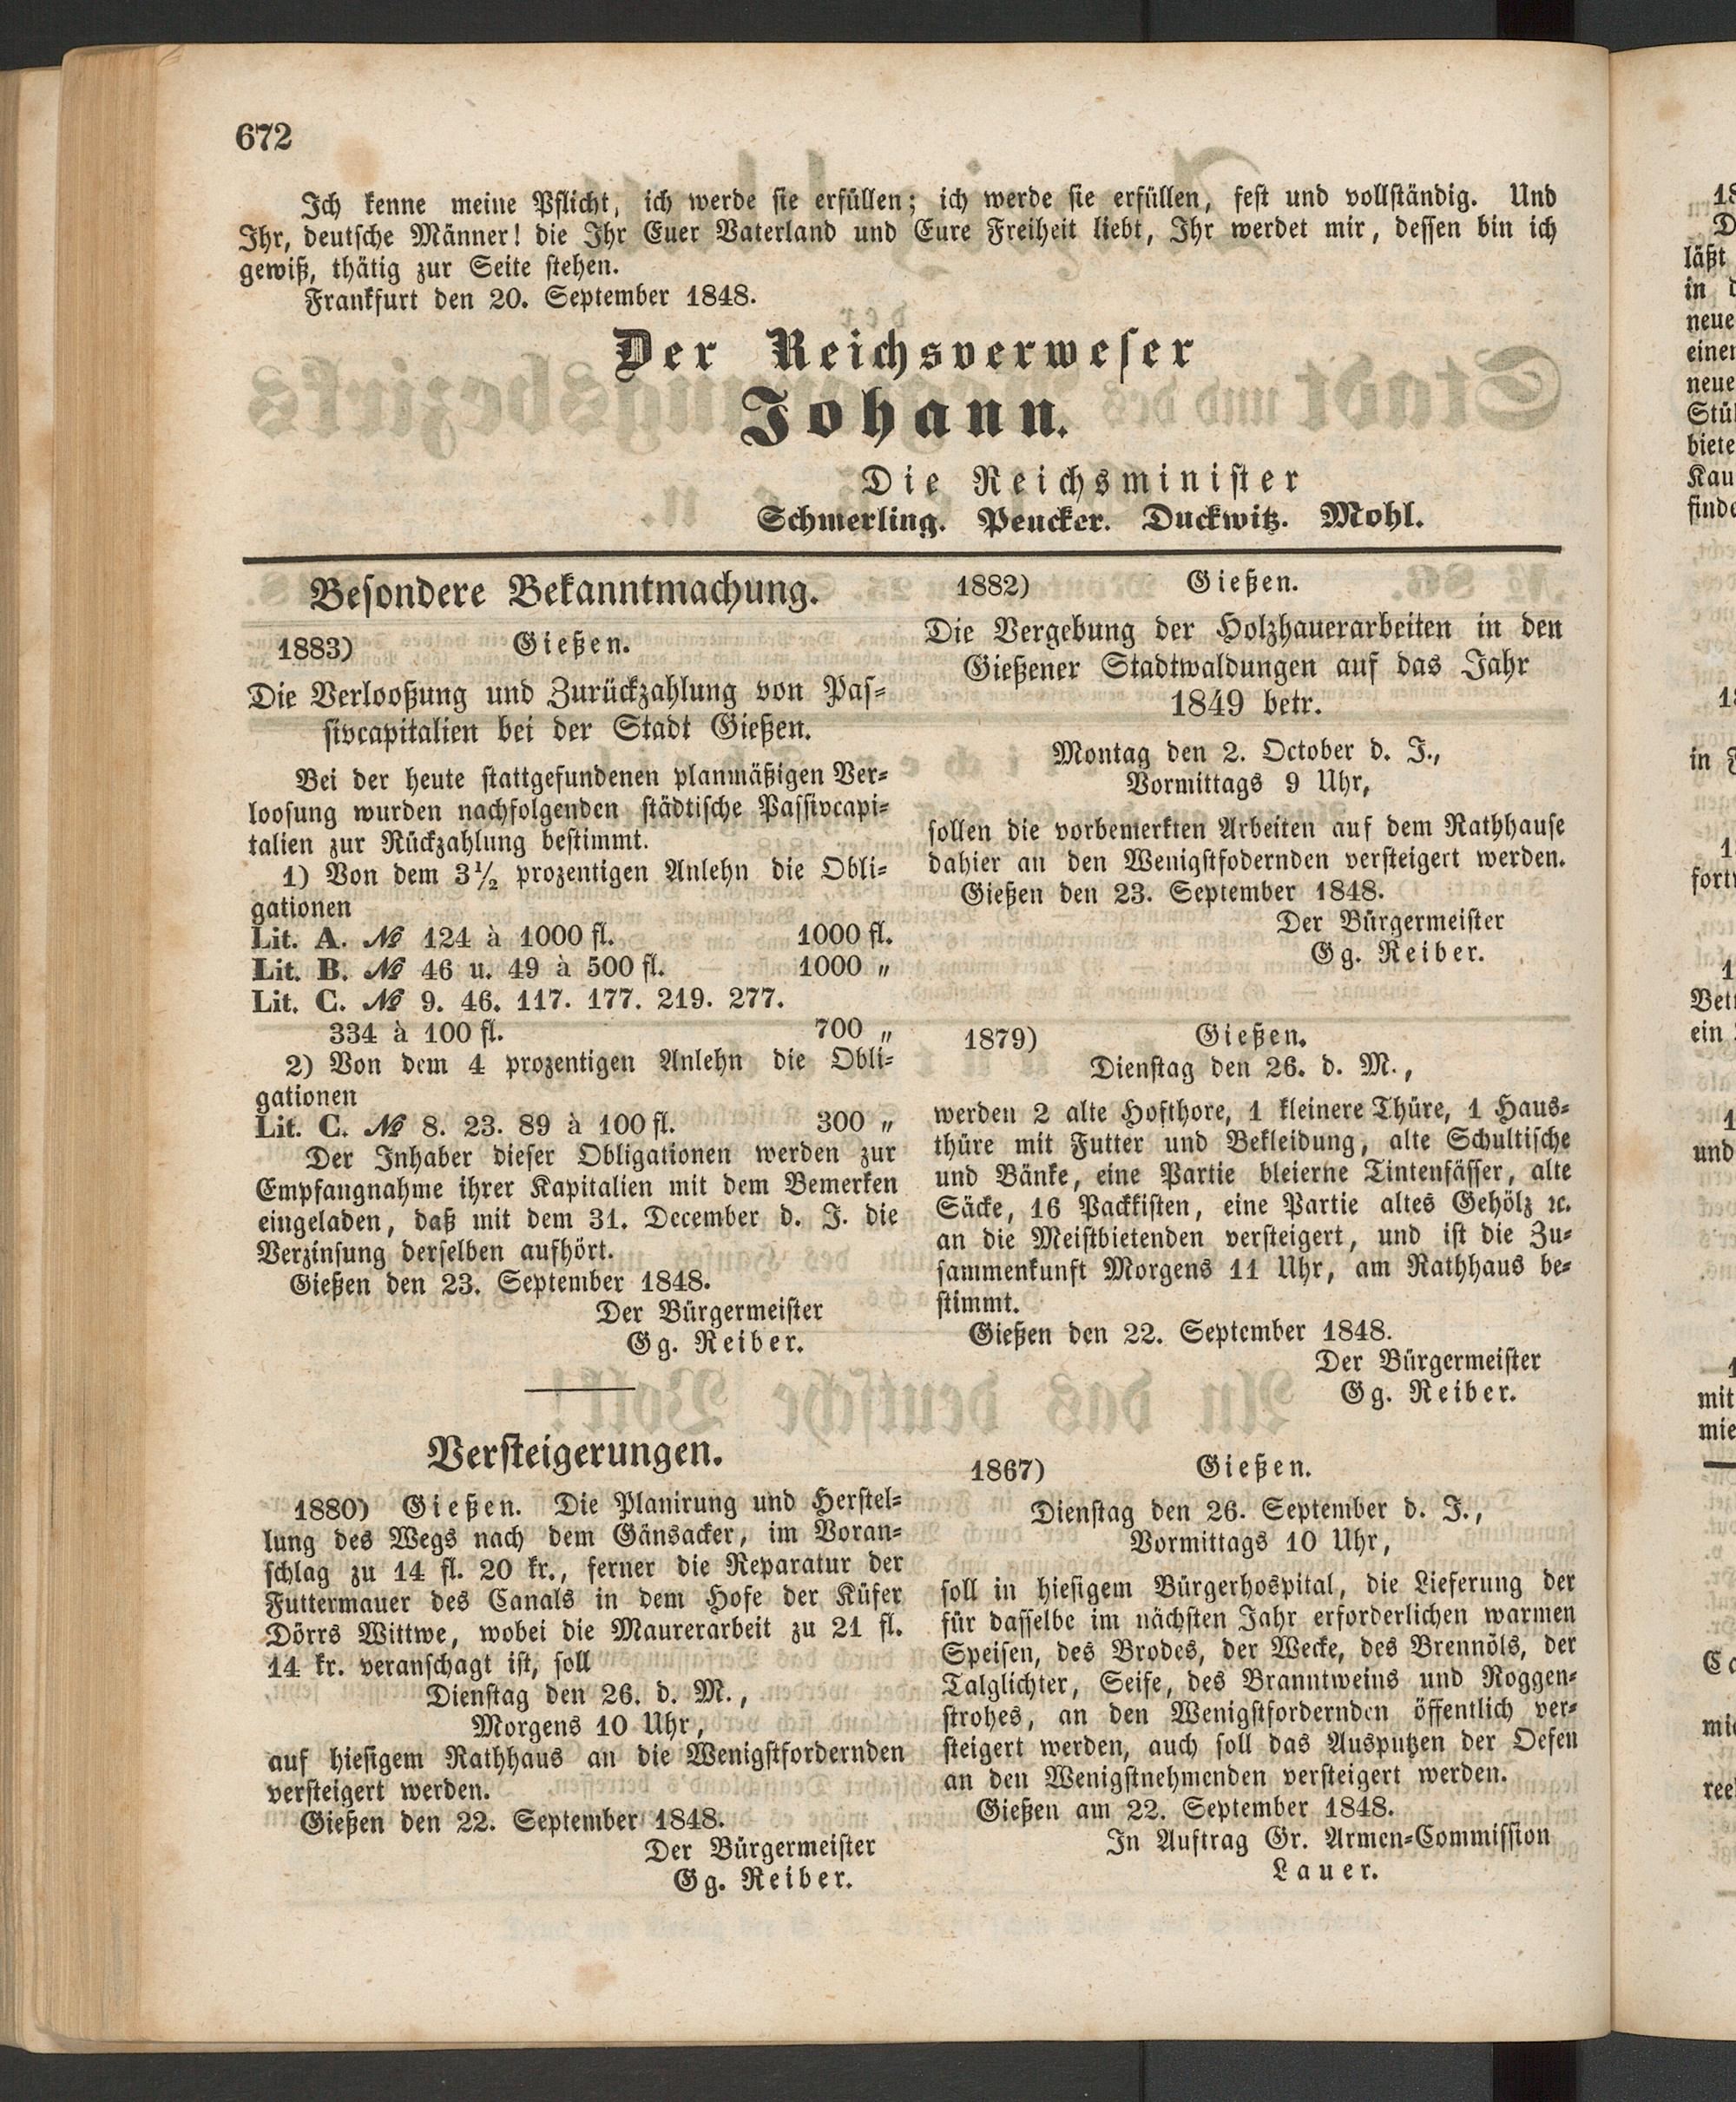 672
Ich kenne meine Pflicht, ich werde sie erfüllen; ich werde sie erfüllen, fest und vollständig. Und
Ihr, deutsche Männer! die Ihr Euer Vaterland und Eure Freiheit liebt, Ihr werdet mir, dessen bin ich
gewiß, thätig zur Seite stehen.
Frankfurt den 20. September 1848.
Der Reichsverweser
Johann.
Die Reichsminister
Schmerling. Peucker. Duckwitz. Mohl.
Besondere Bekanntmachung.
1883) Gießen.
Die Verlooßung und Zurückzahlung von Pas-
sivcapitalien bei der Stadt Gießen.
Bei der heute stattgefundenen planmäßigen Ver-
loosung wurden nachfolgenden städtische Passivcapi-
talien zur Rückzahlung bestimmt.
1) Von dem 3½ prozentigen Anlehn die Obli-
gationen
Lit. A. № 124 à 1000 fl. 1000 fl.
Lit. B. № 46 u. 49 à 500 fl. 1000 „
Lit. C. № 9. 46. 117. 177. 219. 277.
334 à 100 fl. 700 „
2) Von dem 4 prozentigen Anlehn die Obli-
gationen
Lit. C. № 8. 23. 89 à 100 fl. 300 „
Der Inhaber dieser Obligationen werden zur
Empfangnahme ihrer Kapitalien mit dem Bemerken
eingeladen, daß mit dem 31. December d. J. die
Verzinsung derselben aufhört.
Gießen den 23. September 1848.
Der Bürgermeister
Gg. Reiber.
Versteigerungen.
1880) Gießen. Die Planirung und Herstel-
lung des Wegs nach dem Gänsacker, im Voran-
schlag zu 14 fl. 20 kr., ferner die Reparatur der
Futtermauer des Canals in dem Hofe der Küfer
Dörrs Wittwe, wobei die Maurerarbeit zu 21 fl.
14 kr. veranschagt ist, soll
Dienstag den 26. d. M.,
Morgens 10 Uhr,
auf hiesigem Rathhaus an die Wenigstfordernden
versteigert werden.
Gießen den 22. September 1848.
Der Bürgermeister
Gg. Reiber.
1882) Gießen.
Die Vergebung der Holzhauerarbeiten in den
Gießener Stadtwaldungen auf das Jahr
1849 betr.
Montag den 2. October d. J.,
Vormittags 9 Uhr,
sollen die vorbemerkten Arbeiten auf dem Rathhause
dahier an den Wenigstfodernden versteigert werden.
Gießen den 23. September 1848.
Der Bürgermeister
Gg. Reiber.
1879) Gießen.
Dienstag den 26. d. M.,
werden 2 alte Hofthore, 1 kleinere Thüre, 1 Haus-
thüre mit Futter und Bekleidung, alte Schultische
und Bänke, eine Partie bleierne Tintenfässer, alte
Säcke, 16 Packkisten, eine Partie altes Gehölz ꝛc.
an die Meistbietenden versteigert, und ist die Zu-
sammenkunft Morgens 11 Uhr, am Rathhaus be-
stimmt.
Gießen den 22. September 1848.
Der Bürgermeister
Gg. Reiber.
1867) Gießen.
Dienstag den 26. September d. J.,
Vormittags 10 Uhr,
soll in hiesigem Bürgerhospital, die Lieferung der
für dasselbe im nächsten Jahr erforderlichen warmen
Speisen, des Brodes, der Wecke, des Brennöls, der
Talglichter, Seife, des Branntweins und Roggen-
strohes, an den Wenigstfordernden öffentlich ver-
steigert werden, auch soll das Ausputzen der Oefen
an den Wenigstnehmenden versteigert werden.
Gießen am 22. September 1848.
In Auftrag Gr. Armen-Commission
Lauer.